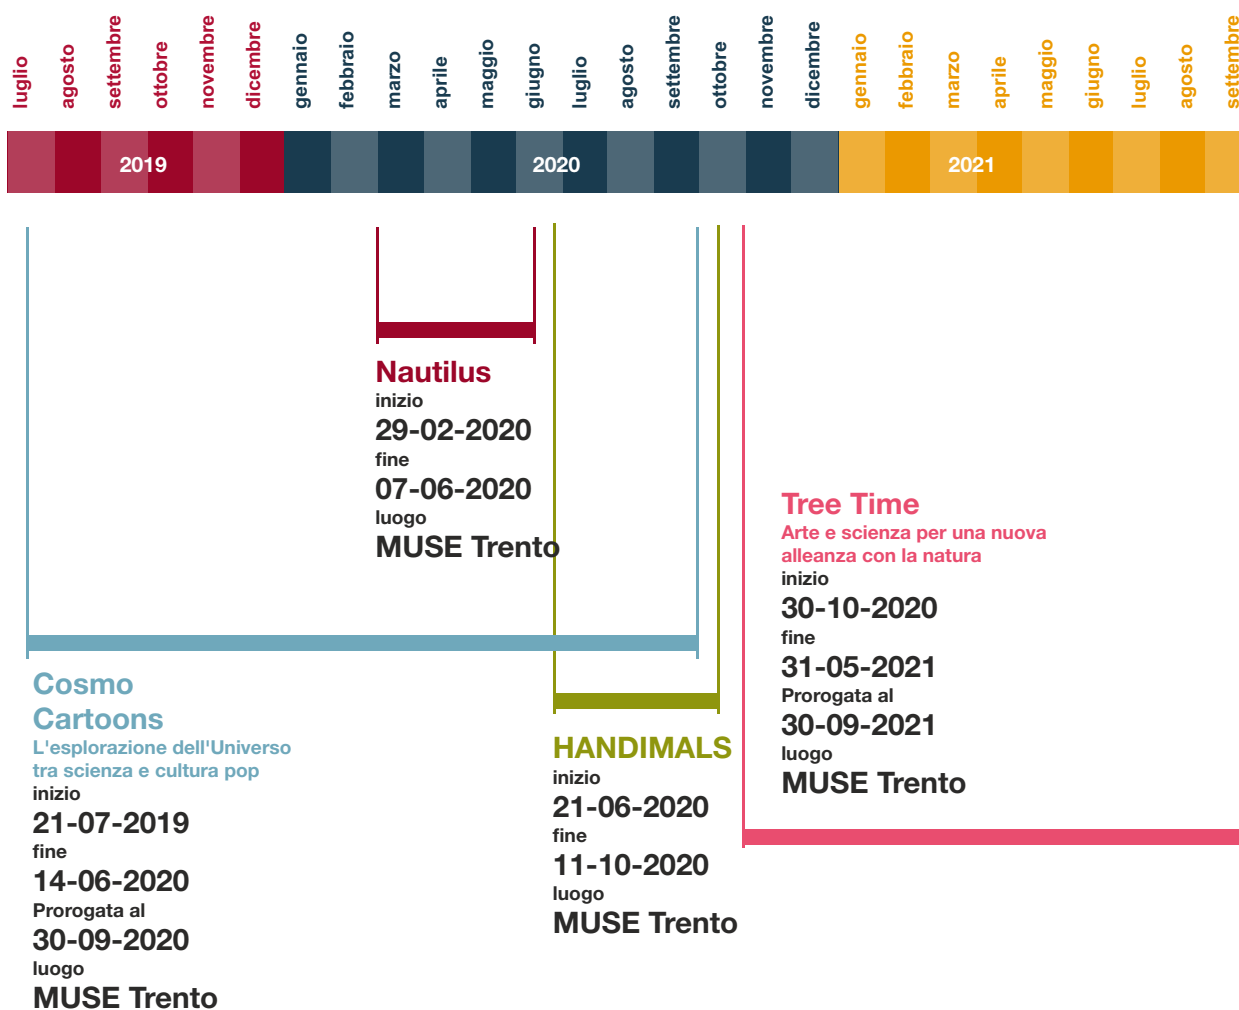 luglio
agosto
settembre
ottobre
novembre
dicembre
gennaio
febbraio
marzo
aprile
maggio
giugno
luglio
agosto
settembre
ottobre
novembre
dicembre
gennaio
febbraio
marzo
aprile
maggio
giugno
luglio
agosto
settembre
2019
2020
2021
Nautilus
inizio
29-02-2020
fine
07-06-2020
luogo
MUSE Trento
Tree Time
Arte e scienza per una nuova
alleanza con la natura
inizio
30-10-2020
fine
31-05-2021
Prorogata al
30-09-2021
luogo
MUSE Trento
Cosmo
Cartoons
L'esplorazione dell'Universo
tra scienza e cultura pop
inizio
21-07-2019
fine
14-06-2020
Prorogata al
30-09-2020
luogo
MUSE Trento
HANDIMALS
inizio
21-06-2020
fine
11-10-2020
luogo
MUSE Trento